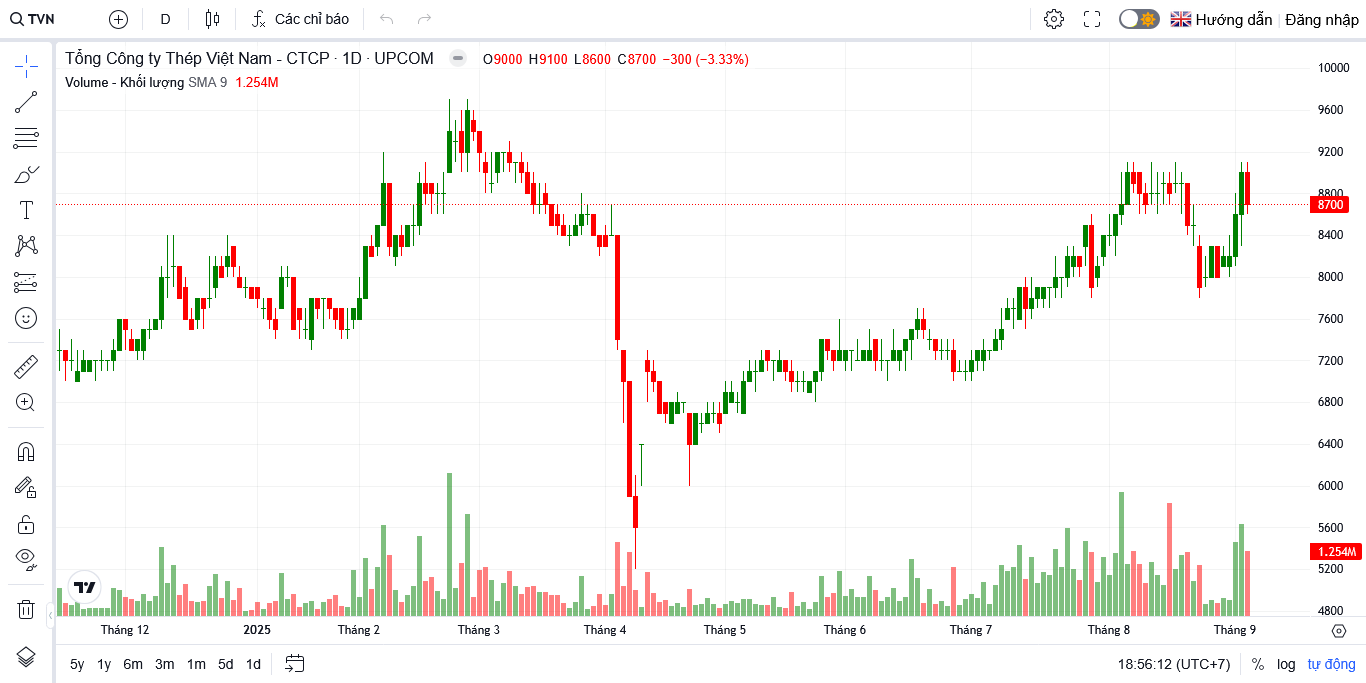 TVN D Các chỉ báo Hướng dẫn Đăng nhập
Tổng Công ty Thép Việt Nam - CTCP · 1D · UPCOM O9000 H9100 L8600 C8700 −300 (−3.33%)
Volume - Khối lượng SMA 9 1.254M
10000
9600
9200
8800
8700
8400
8000
7600
7200
6800
6400
6000
5600
1.254M
5200
4800
Tháng 12 2025 Tháng 2 Tháng 3 Tháng 4 Tháng 5 Tháng 6 Tháng 7 Tháng 8 Tháng 9
5y 1y 6m 3m 1m 5d 1d 18:56:12 (UTC+7) % log tự động